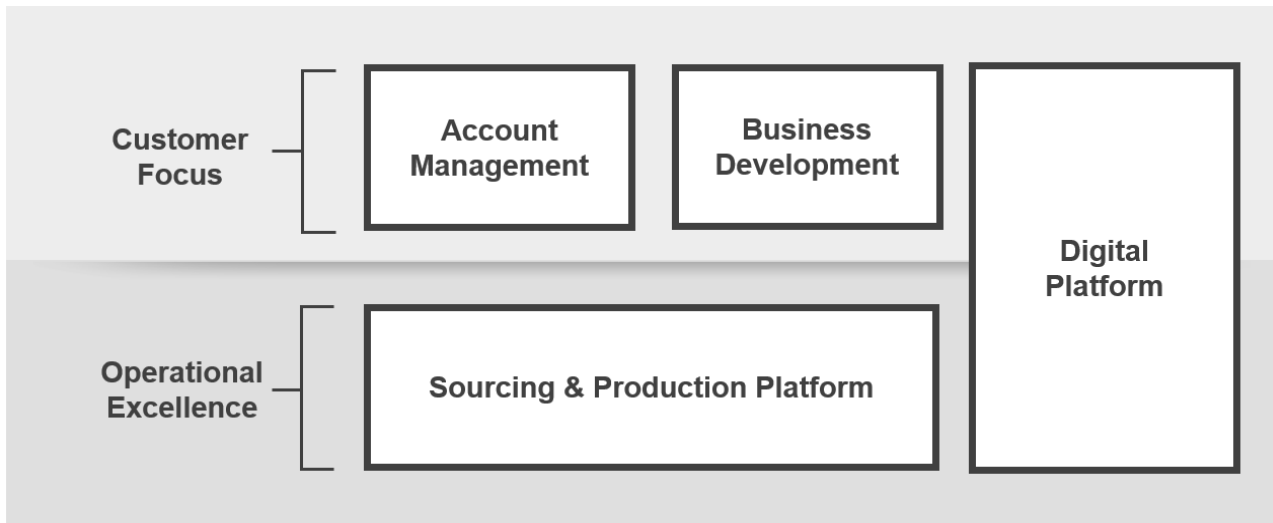 Customer
Focus
Account
Management
Business
Development
Digital
Platform
Operational
Excellence
Sourcing & Production Platform